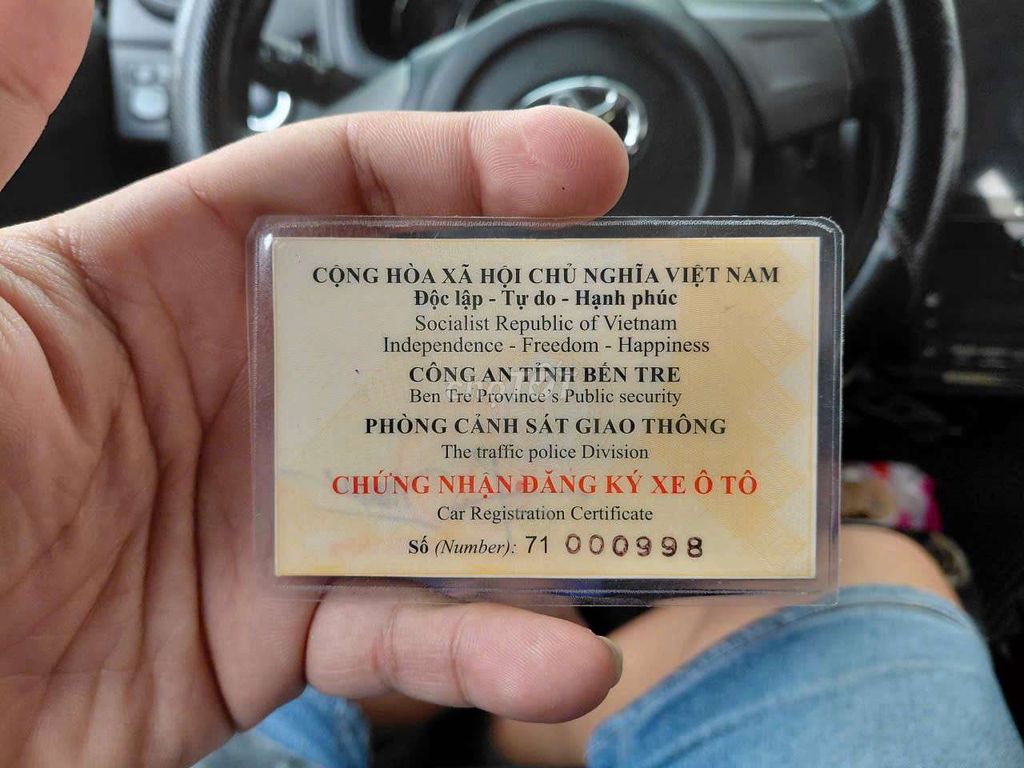 CỘNG HÒA XÃ HỘI CHỦ NGHĨA VIỆT NAM
Độc lập - Tự do - Hạnh phúc
Socialist Republic of Vietnam
Independence - Freedom - Happiness
CÔNG AN TỈNH BẾN TRE
Ben Tre Province's Public security
PHÒNG CẢNH SÁT GIAO THÔNG
The traffic police Division
CHỨNG NHẬN ĐĂNG KÝ XE Ô TÔ
Car Registration Certificate
Số (Number): 71 000998